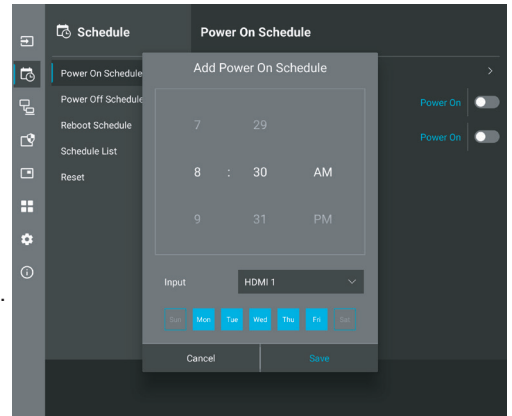 Schedule
Power On Schedule
Power On Schedule
Power Off Schedule
Reboot Schedule
Schedule List
Reset
Add Power On Schedule
7 29
8 : 30 AM
9 31 PM
Input HDMI 1
Sun Mon Tue Wed Thu Fri Sat
Cancel Save
Power On
Power On